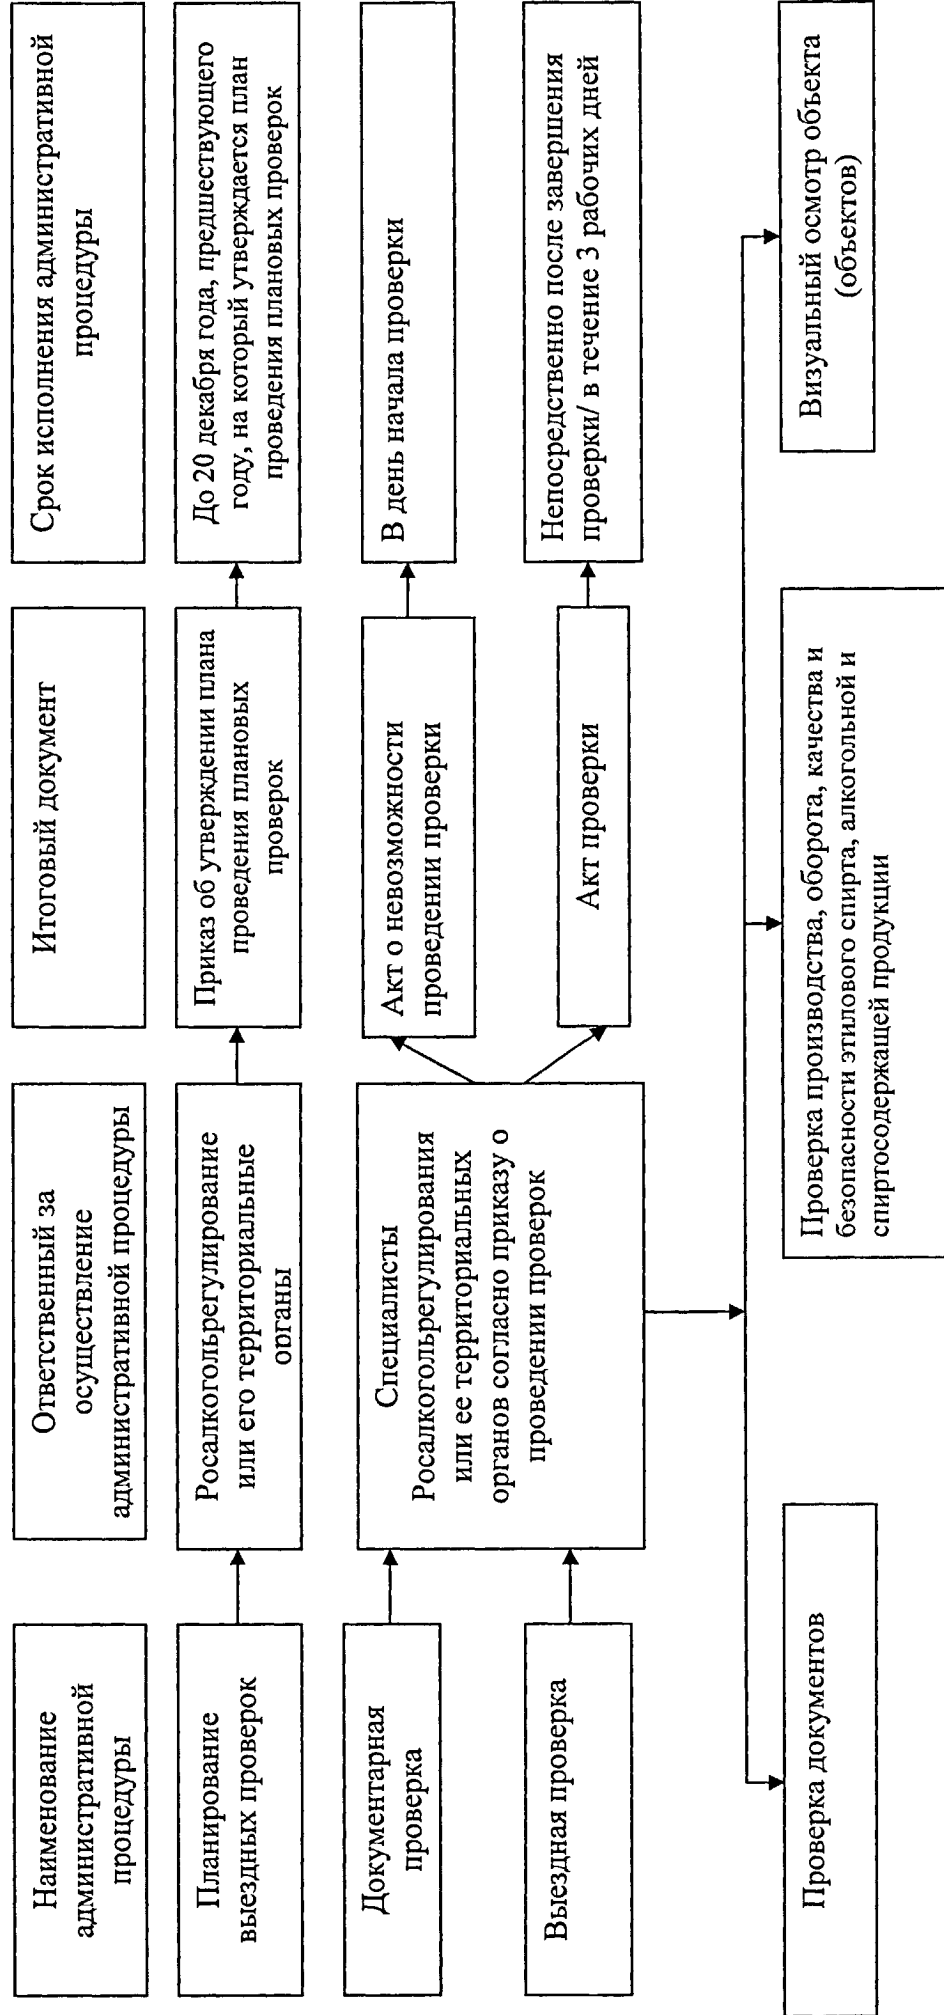 Наименование
административной
процедуры
Ответственный за
осуществление
административной процедуры
Итоговый документ
Срок исполнения административной
процедуры
Планирование
выездных проверок
Росалкогольрегулирование
или его территориальные
органы
Приказ об утверждении плана
проведения плановых
проверок
До 20 декабря года, предшествующего
году, на который утверждается план
проведения плановых проверок
Документарная
проверка
Выездная проверка
Специалисты
Росалкогольрегулирования
или ее территориальных
органов согласно приказу о
проведении проверок
Акт о невозможности
проведении проверки
В день начала проверки
Акт проверки
Непосредственно после завершения
проверки/ в течение 3 рабочих дней
Проверка документов
Проверка производства, оборота, качества и
безопасности этилового спирта, алкогольной и
спиртосодержащей продукции
Визуальный осмотр объекта
(объектов)